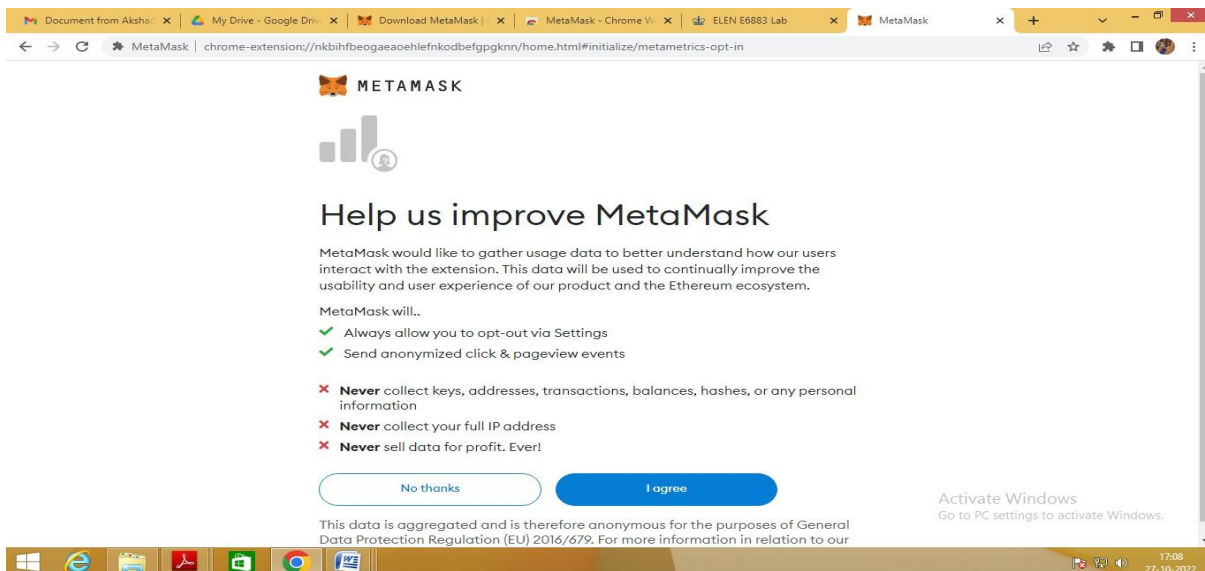 Document from Akshad
My Drive - Google Driv
Download MetaMask |
MetaMask - Chrome W
ELEN E6883 Lab
MetaMask
MetaMask | chrome-extension://nkbihfbeogaeaoehlefnkodbefgpgknn/home.html#initialize/metametrics-opt-in
METAMASK
Help us improve MetaMask
MetaMask would like to gather usage data to better understand how our users
interact with the extension. This data will be used to continually improve the
usability and user experience of our product and the Ethereum ecosystem.
MetaMask will..
Always allow you to opt-out via Settings
Send anonymized click & pageview events
Never collect keys, addresses, transactions, balances, hashes, or any personal
information
Never collect your full IP address
Never sell data for profit. Ever!
No thanks
I agree
This data is aggregated and is therefore anonymous for the purposes of General
Data Protection Regulation (EU) 2016/679. For more information in relation to our
Activate Windows
Go to PC settings to activate Windows.
17:08
27-10-2022